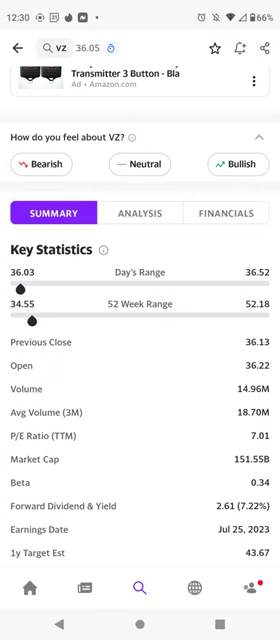 12:30 31 66%
VZ 36.05
Transmitter 3 Button - Bla
Ad • Amazon.com
How do you feel about VZ?
Bearish Neutral Bullish
SUMMARY ANALYSIS FINANCIALS
Key Statistics
36.03 Day's Range 36.52
34.55 52 Week Range 52.18
Previous Close 36.13
Open 36.22
Volume 14.96M
Avg Volume (3M) 18.70M
P/E Ratio (TTM) 7.01
Market Cap 151.55B
Beta 0.34
Forward Dividend & Yield 2.61 (7.22%)
Earnings Date Jul 25, 2023
1y Target Est 43.67